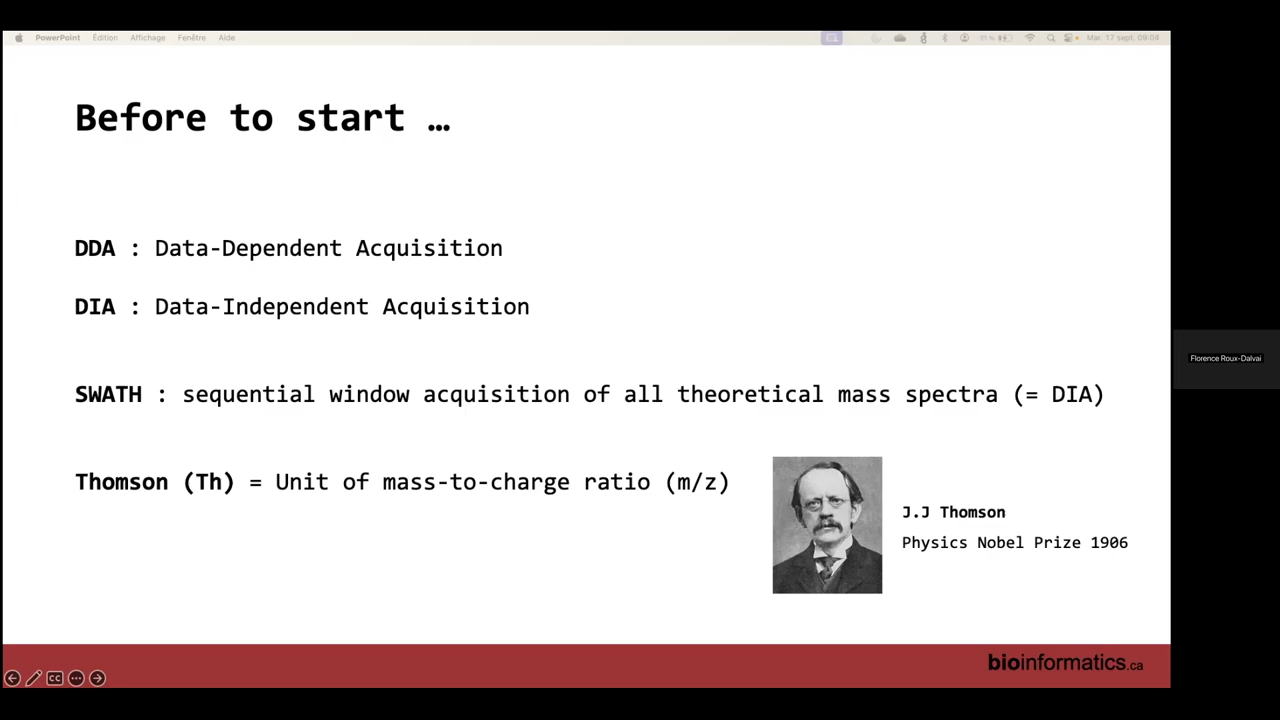 PowerPoint Édition Affichage Fenêtre Aide Mar. 17 sept. 09:04
Before to start …
DDA : Data-Dependent Acquisition
DIA : Data-Independent Acquisition
SWATH : sequential window acquisition of all theoretical mass spectra (= DIA)
Thomson (Th) = Unit of mass-to-charge ratio (m/z)
J.J Thomson
Physics Nobel Prize 1906
Florence Roux-Dalvai
bioinformatics.ca
CC